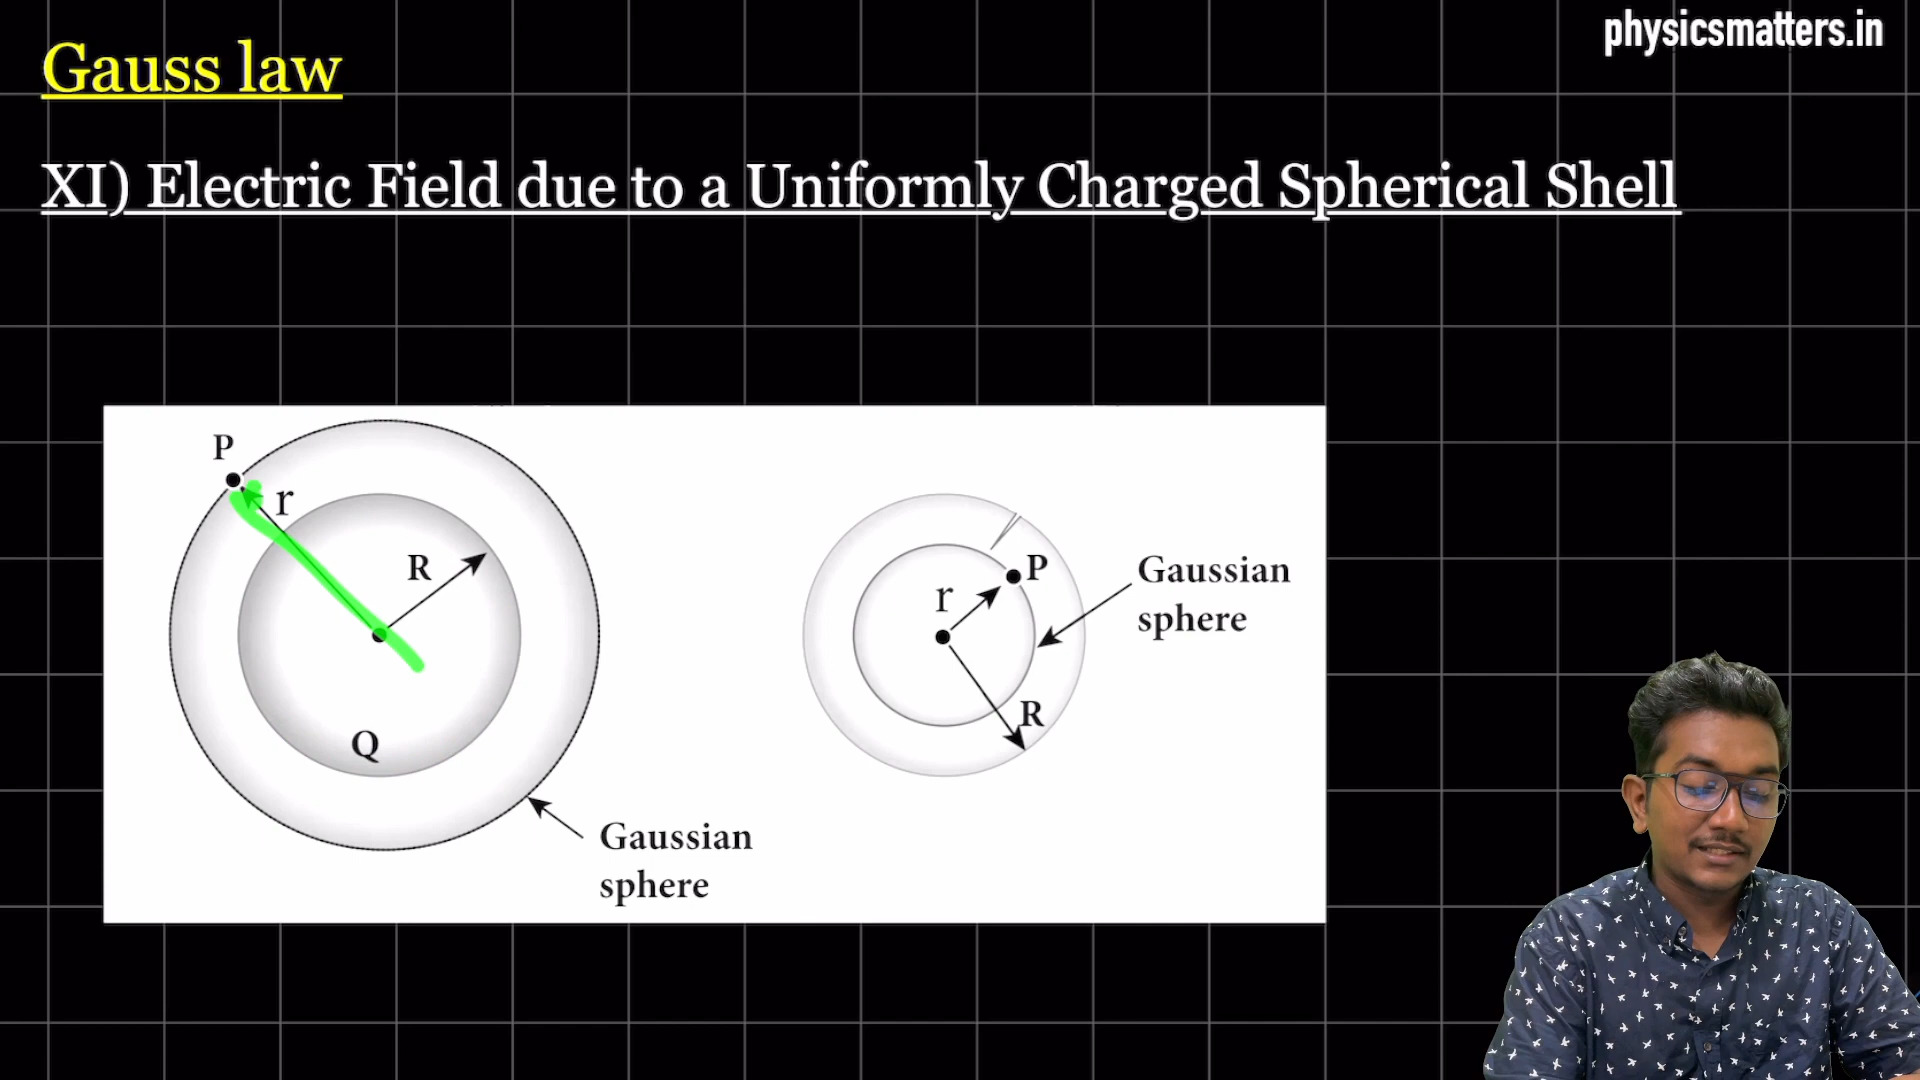 physicsmatters.in
Gauss law
XI) Electric Field due to a Uniformly Charged Spherical Shell
P
r
R
Q
Gaussian
sphere
P
r
R
Gaussian
sphere